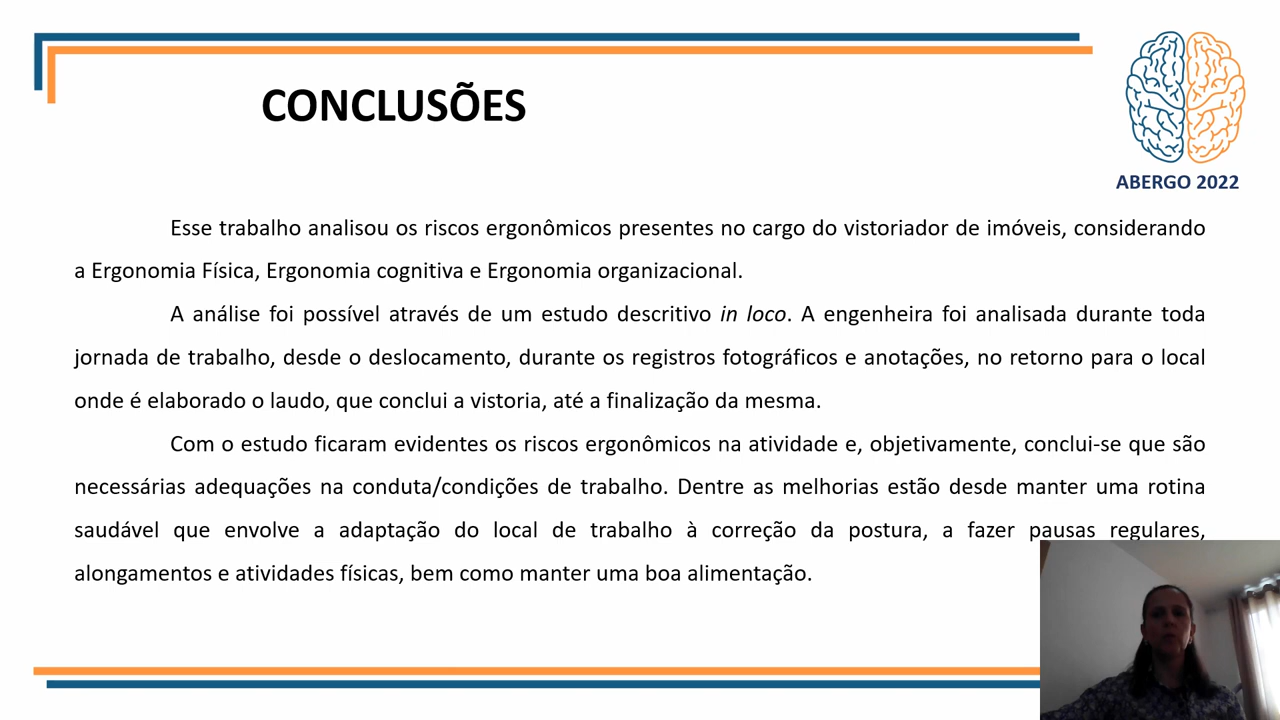 CONCLUSÕES
ABERGO 2022
Esse trabalho analisou os riscos ergonômicos presentes no cargo do vistoriador de imóveis, considerando
a Ergonomia Física, Ergonomia cognitiva e Ergonomia organizacional.
A análise foi possível através de um estudo descritivo in loco. A engenheira foi analisada durante toda
jornada de trabalho, desde o deslocamento, durante os registros fotográficos e anotações, no retorno para o local
onde é elaborado o laudo, que conclui a vistoria, até a finalização da mesma.
Com o estudo ficaram evidentes os riscos ergonômicos na atividade e, objetivamente, conclui-se que são
necessárias adequações na conduta/condições de trabalho. Dentre as melhorias estão desde manter uma rotina
saudável que envolve a adaptação do local de trabalho à correção da postura, a fazer pausas regulares,
alongamentos e atividades físicas, bem como manter uma boa alimentação.